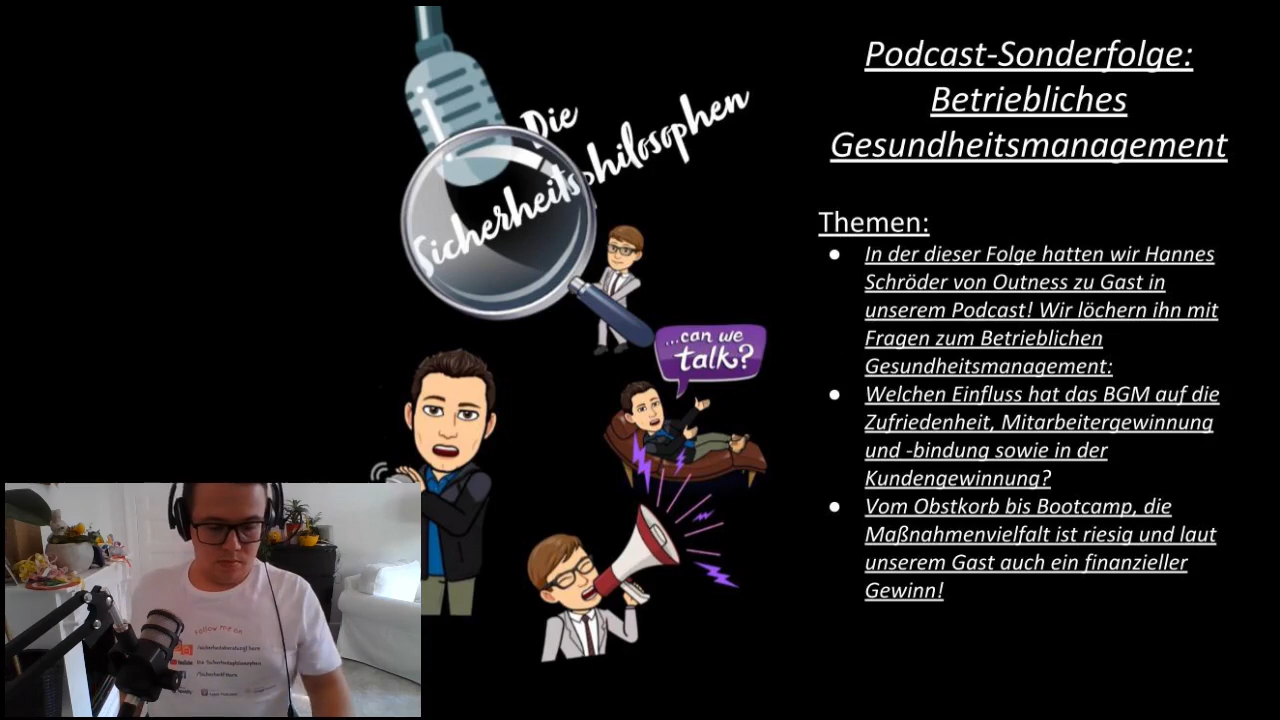 Die
Sicherheitsphilosophen
...can we
talk?
Podcast-Sonderfolge:
Betriebliches
Gesundheitsmanagement
Themen:
● In der dieser Folge hatten wir Hannes
Schröder von Outness zu Gast in
unserem Podcast! Wir löchern ihn mit
Fragen zum Betrieblichen
Gesundheitsmanagement:
● Welchen Einfluss hat das BGM auf die
Zufriedenheit, Mitarbeitergewinnung
und -bindung sowie in der
Kundengewinnung?
● Vom Obstkorb bis Bootcamp, die
Maßnahmenvielfalt ist riesig und laut
unserem Gast auch ein finanzieller
Gewinn!
Follow me on
Die Sicherheitsphilosophen